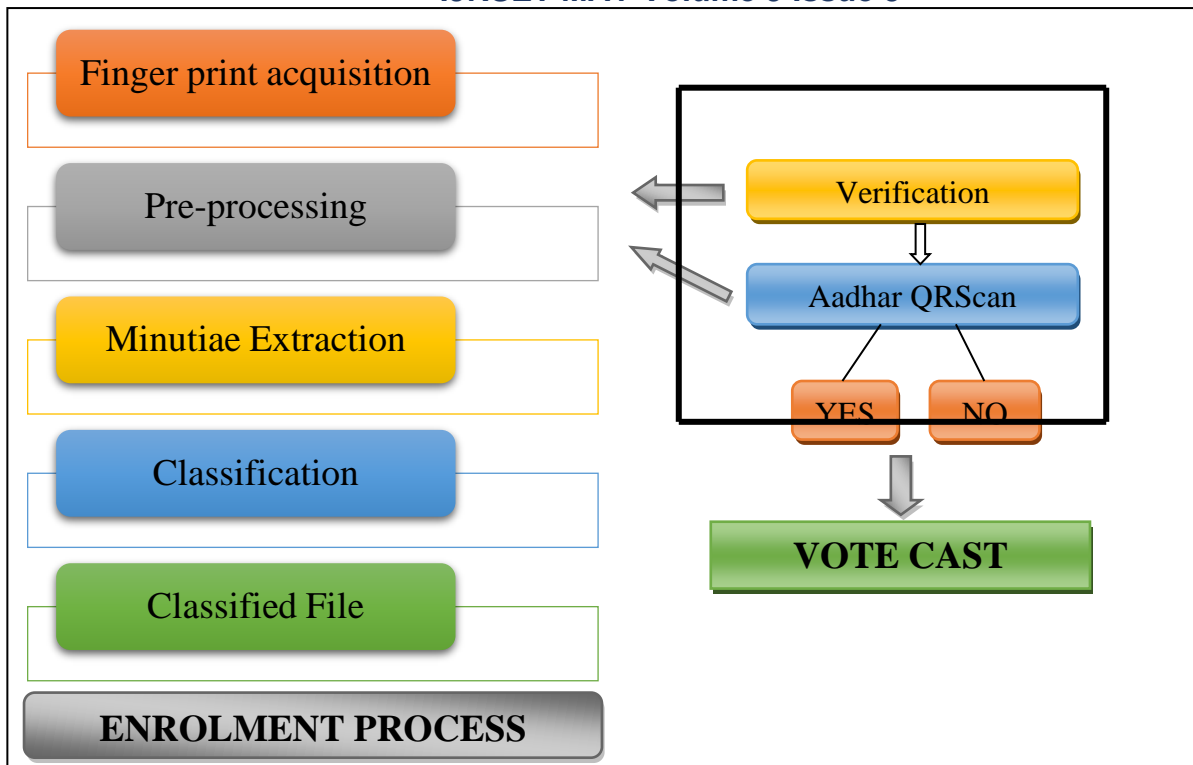 Finger print acquisition
Pre-processing
Minutiae Extraction
Classification
Classified File
ENROLMENT PROCESS
Verification
Aadhar QRScan
YES
NO
VOTE CAST